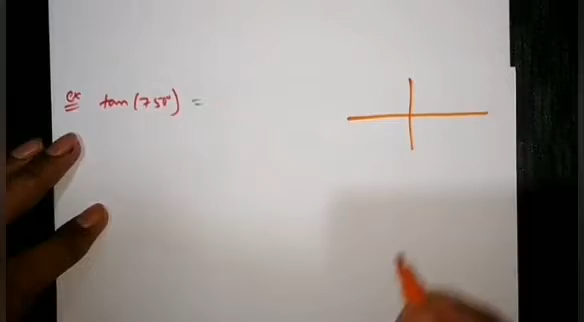 ex tan(750°) =